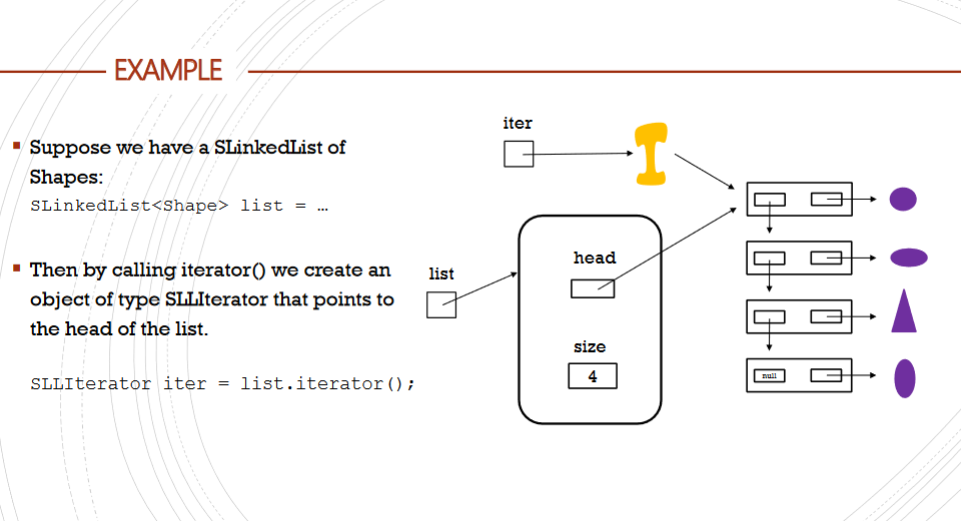 EXAMPLE
▪ Suppose we have a SLinkedList of
Shapes:
SLinkedList<Shape> list = …
▪ Then by calling iterator() we create an
object of type SLLIterator that points to
the head of the list.
SLLIterator iter = list.iterator();
iter
I
list
head
size
4
null